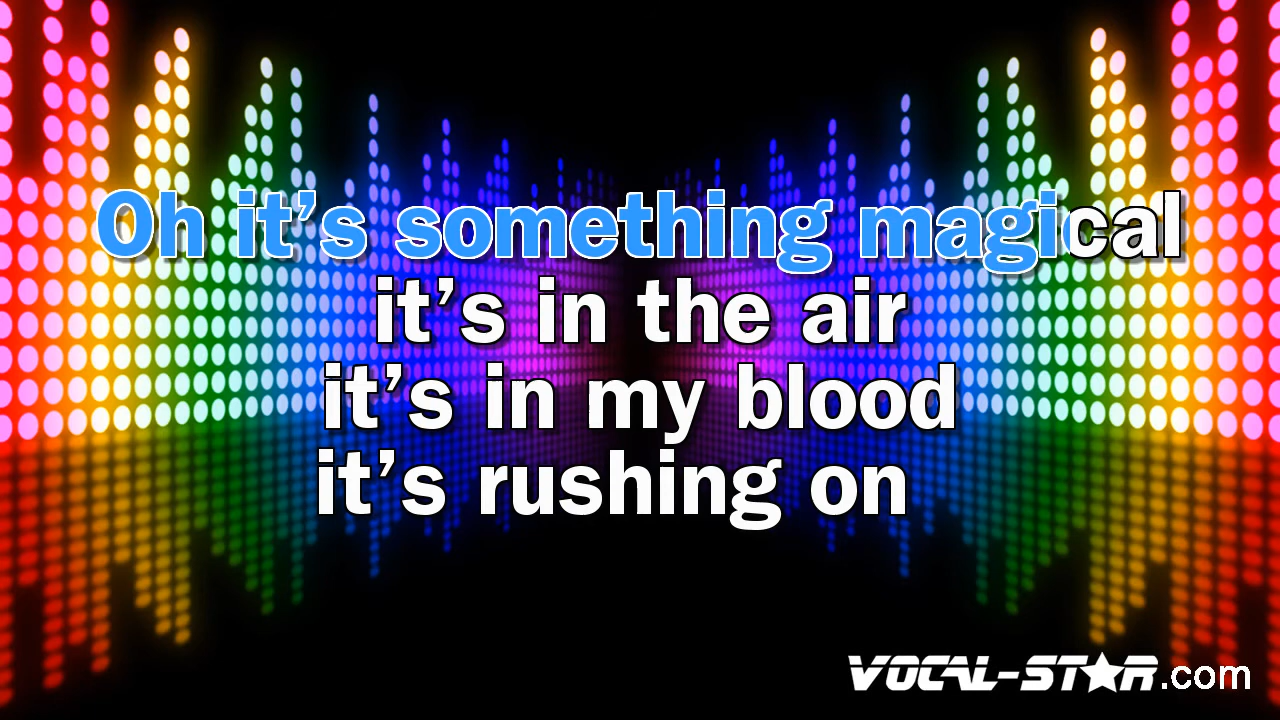 Oh it’s something magical
it’s in the air
it’s in my blood
it’s rushing on
VOCAL-STAR.com